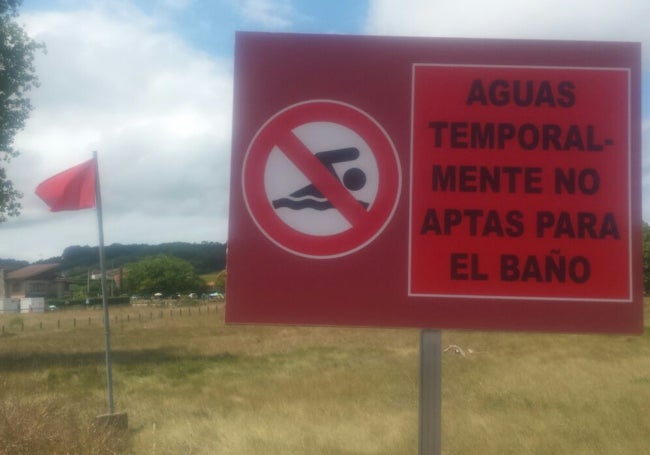 AGUAS
TEMPORAL-
MENTE NO
APTAS PARA
EL BAÑO